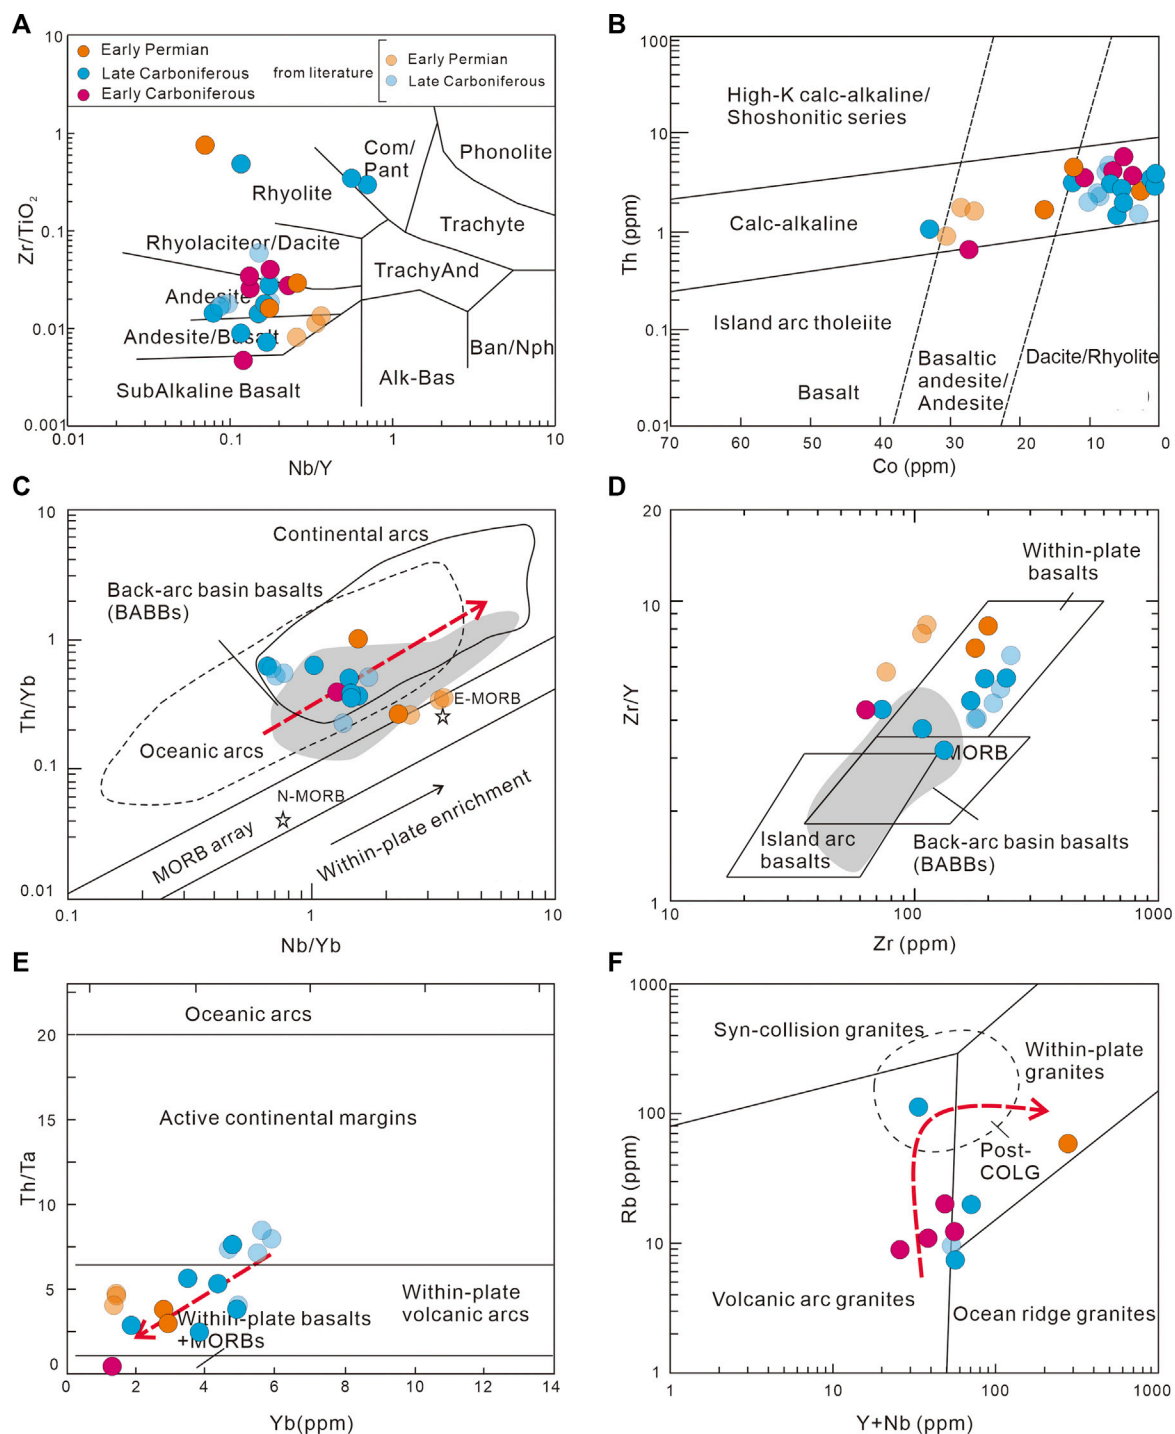 A
Early Permian
Late Carboniferous
Early Carboniferous
from literature
Early Permian
Late Carboniferous
10
1
0.1
0.01
0.001
Zr/TiO2
Com/
Pant
Phonolite
Rhyolite
Trachyte
Rhyolaciteor/Dacite
TrachyAnd
Andesite
Andesite/Basalt
Ban/Nph
Alk-Bas
SubAlkaline Basalt
0.01
0.1
1
10
Nb/Y
B
100
10
1
0.1
0.01
Th (ppm)
High-K calc-alkaline/
Shoshonitic series
Calc-alkaline
Island arc tholeiite
Basaltic
andesite/
Andesite
Dacite/Rhyolite
Basalt
70
60
50
40
30
20
10
0
Co (ppm)
C
10
1
0.1
0.01
Th/Yb
Continental arcs
Back-arc basin basalts
(BABBs)
E-MORB
Oceanic arcs
N-MORB
MORB array
Within-plate enrichment
0.1
1
10
Nb/Yb
D
20
10
1
Zr/Y
Within-plate
basalts
MORB
Island arc
basalts
Back-arc basin basalts
(BABBs)
10
100
1000
Zr (ppm)
E
20
15
10
5
0
Th/Ta
Oceanic arcs
Active continental margins
Within-plate
volcanic arcs
Within-plate basalts
+MORBs
0
2
4
6
8
10
12
14
Yb(ppm)
F
1000
100
10
1
Rb (ppm)
Syn-collision granites
Within-plate
granites
Post-
COLG
Volcanic arc granites
Ocean ridge granites
1
10
100
1000
Y+Nb (ppm)